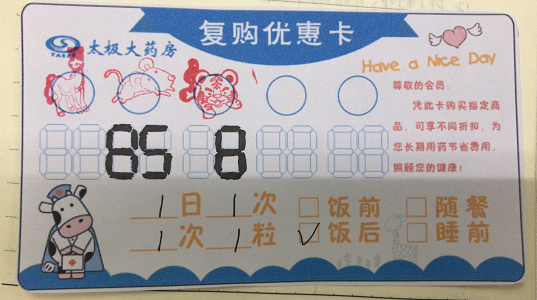 复购优惠卡
太极大药房
Have a Nice Day
尊敬的会员：
凭此卡购买指定商
品，可享不同折扣，为
您长期用药节省费用，
照顾您的健康！
85 8
1日1次 饭前 随餐
1次1粒 √饭后 睡前